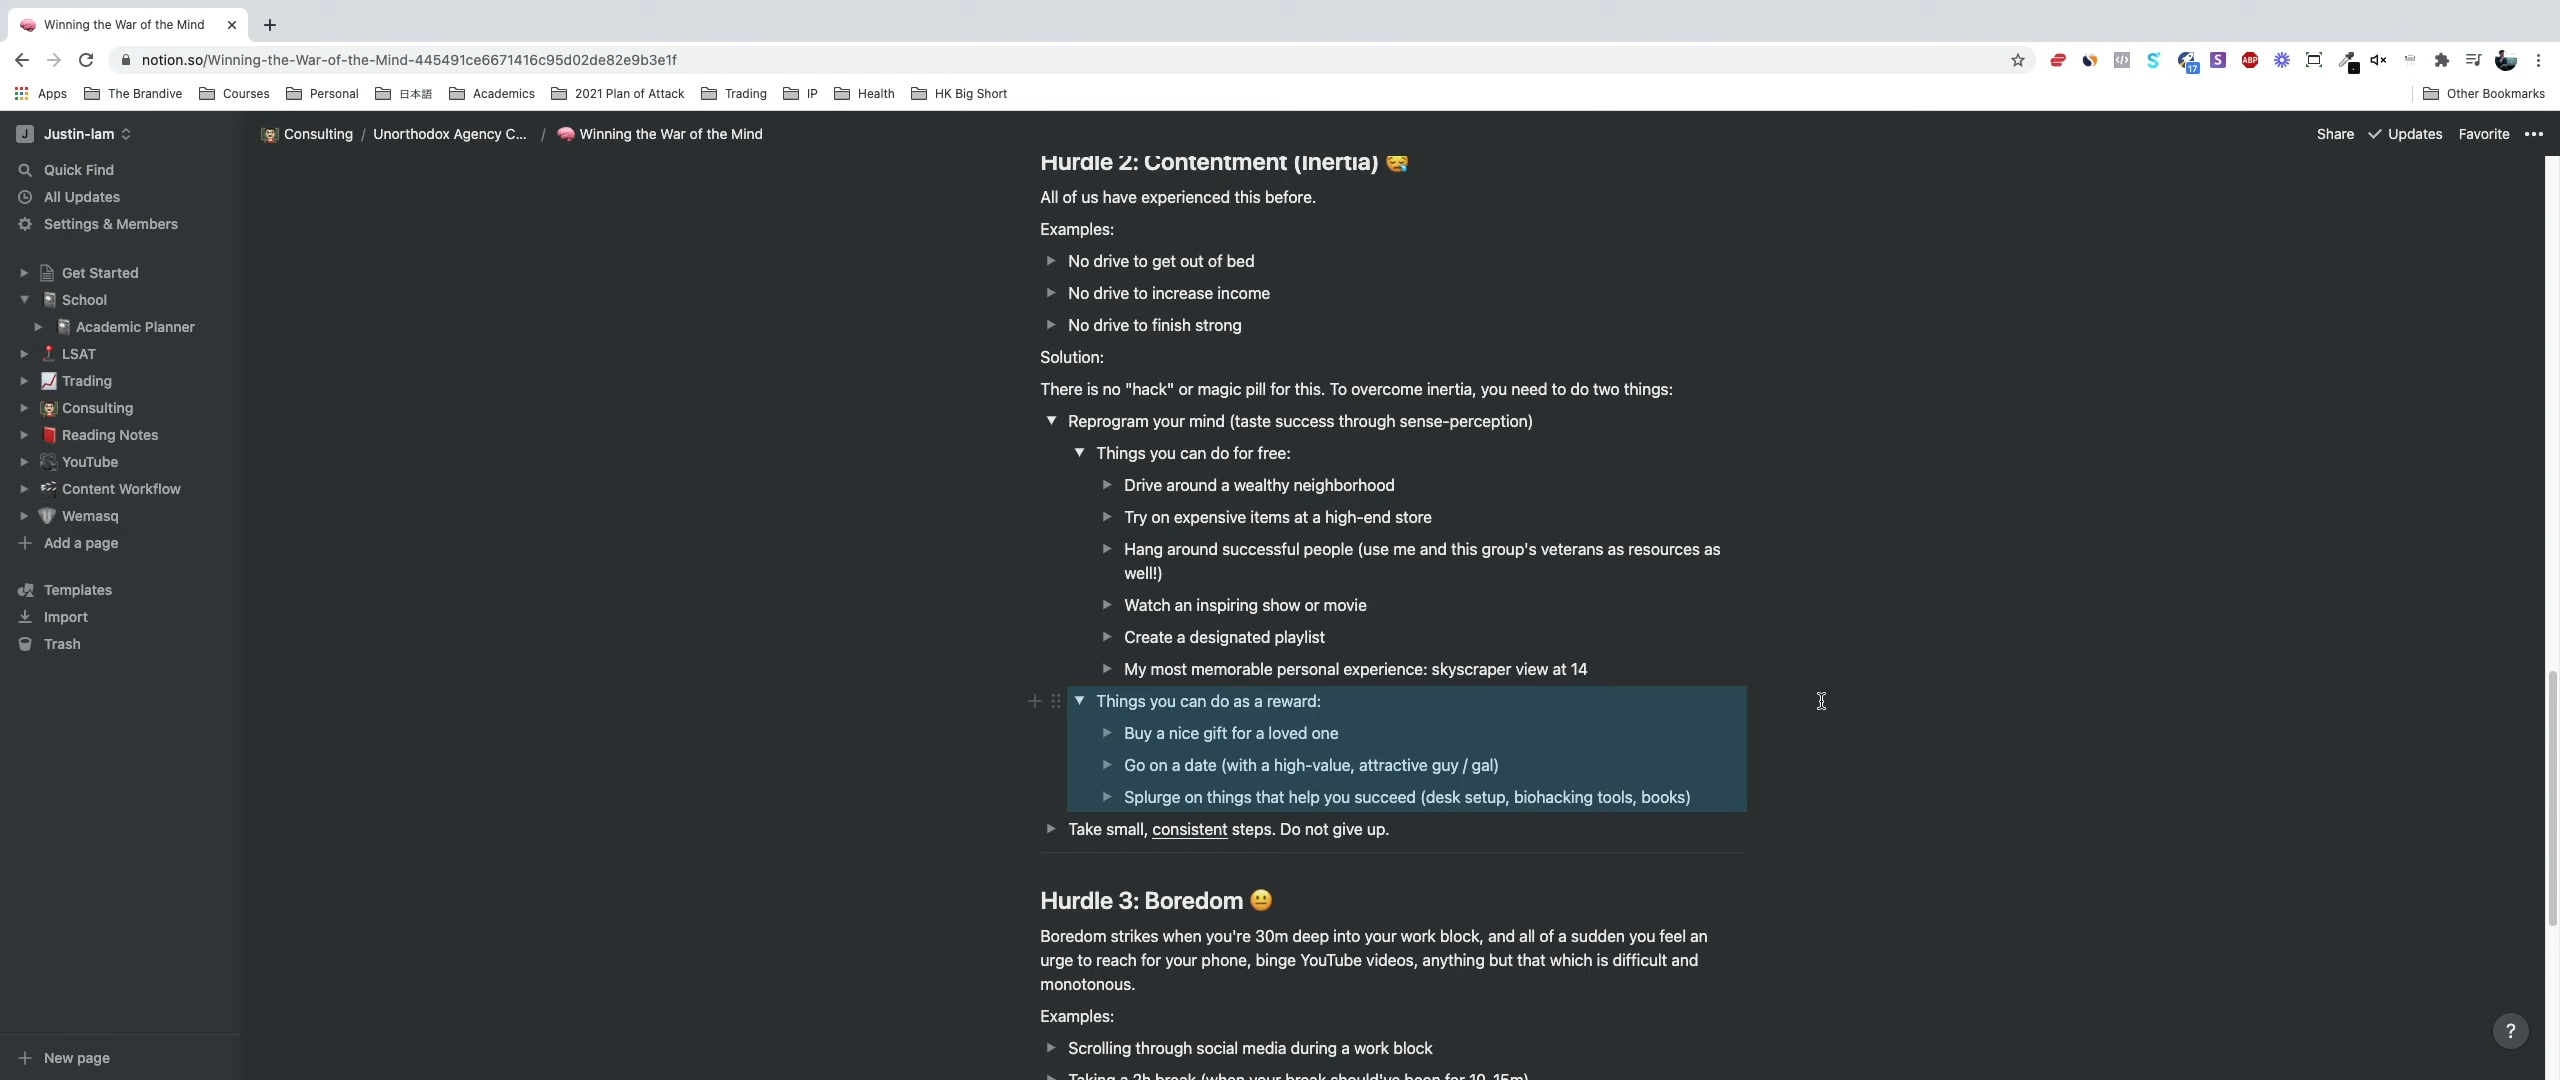 Winning the War of the Mind
notion.so/Winning-the-War-of-the-Mind-445491ce6671416c95d02de82e9b3e1f
17
ABP
Apps
The Brandive
Courses
Personal
日本語
Academics
2021 Plan of Attack
Trading
IP
Health
HK Big Short
Other Bookmarks
J Justin-lam
Consulting / Unorthodox Agency C... / Winning the War of the Mind
Share
Updates
Favorite
Quick Find
All Updates
Settings & Members
Get Started
School
Academic Planner
LSAT
Trading
Consulting
Reading Notes
YouTube
Content Workflow
Wemasq
Add a page
Templates
Import
Trash
New page
Hurdle 2: Contentment (Inertia)
All of us have experienced this before.
Examples:
No drive to get out of bed
No drive to increase income
No drive to finish strong
Solution:
There is no "hack" or magic pill for this. To overcome inertia, you need to do two things:
Reprogram your mind (taste success through sense-perception)
Things you can do for free:
Drive around a wealthy neighborhood
Try on expensive items at a high-end store
Hang around successful people (use me and this group's veterans as resources as
well!)
Watch an inspiring show or movie
Create a designated playlist
My most memorable personal experience: skyscraper view at 14
Things you can do as a reward:
Buy a nice gift for a loved one
Go on a date (with a high-value, attractive guy / gal)
Splurge on things that help you succeed (desk setup, biohacking tools, books)
Take small, consistent steps. Do not give up.
Hurdle 3: Boredom
Boredom strikes when you're 30m deep into your work block, and all of a sudden you feel an
urge to reach for your phone, binge YouTube videos, anything but that which is difficult and
monotonous.
Examples:
Scrolling through social media during a work block
Taking a 2h break (when your break should've been for 10-15m)
?